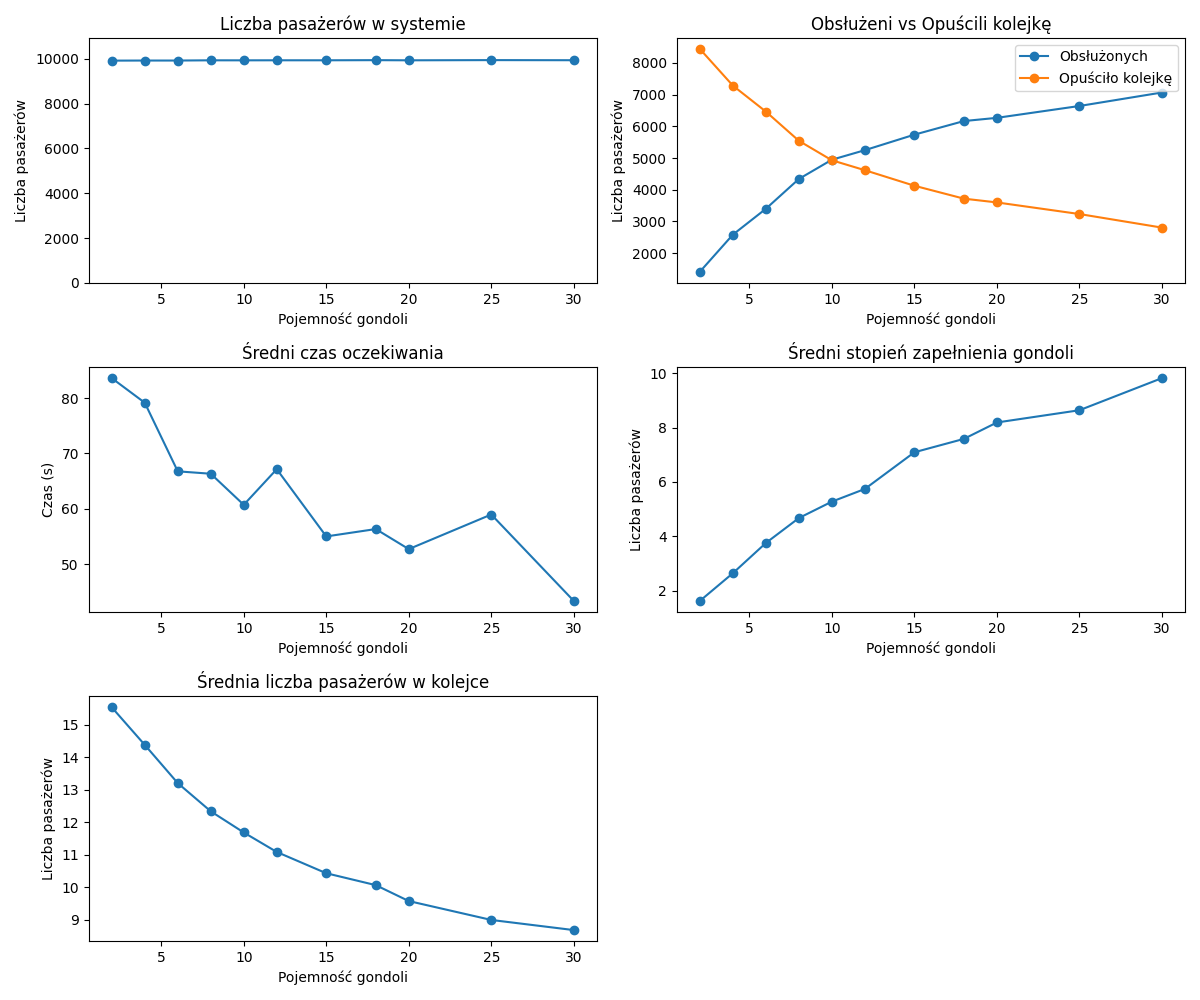 Liczba pasażerów w systemie
Liczba pasażerów
10000
8000
6000
4000
2000
0
5 10 15 20 25 30
Pojemność gondoli
Obsłużeni vs Opuścili kolejkę
Obsłużonych
Opuściło kolejkę
Liczba pasażerów
8000
7000
6000
5000
4000
3000
2000
5 10 15 20 25 30
Pojemność gondoli
Średni czas oczekiwania
Czas (s)
80
70
60
50
5 10 15 20 25 30
Pojemność gondoli
Średni stopień zapełnienia gondoli
Liczba pasażerów
10
8
6
4
2
5 10 15 20 25 30
Pojemność gondoli
Średnia liczba pasażerów w kolejce
Liczba pasażerów
15
14
13
12
11
10
9
5 10 15 20 25 30
Pojemność gondoli